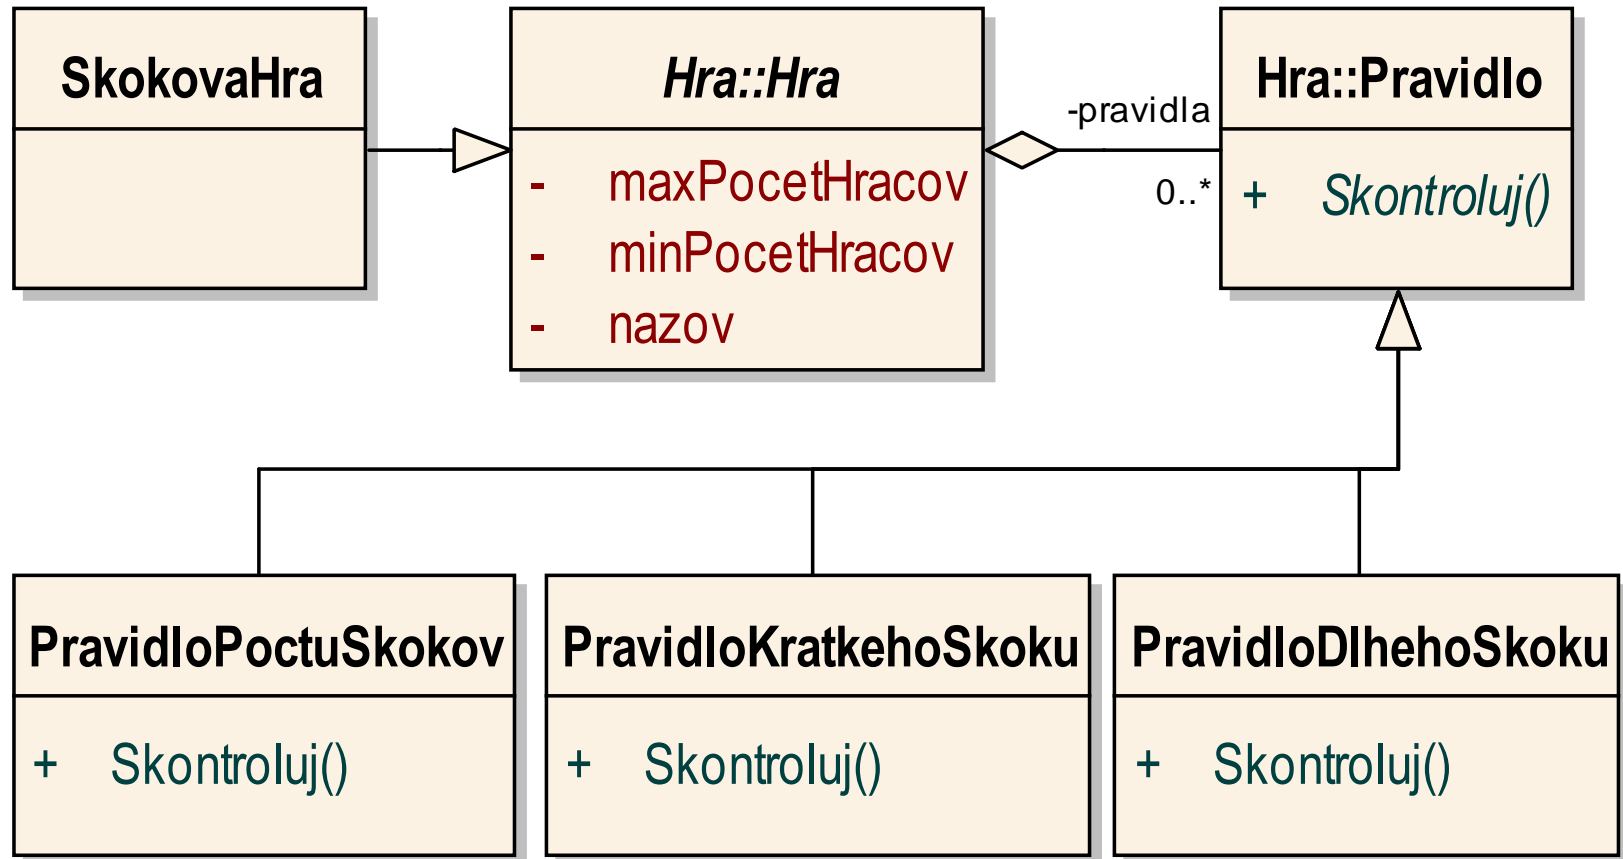 SkokovaHra
Hra::Hra
- maxPocetHracov
- minPocetHracov
- nazov
-pravidla
0..*
Hra::Pravidlo
+ Skontroluj()
PravidloPoctuSkokov
+ Skontroluj()
PravidloKratkehoSkoku
+ Skontroluj()
PravidloDlhehoSkoku
+ Skontroluj()